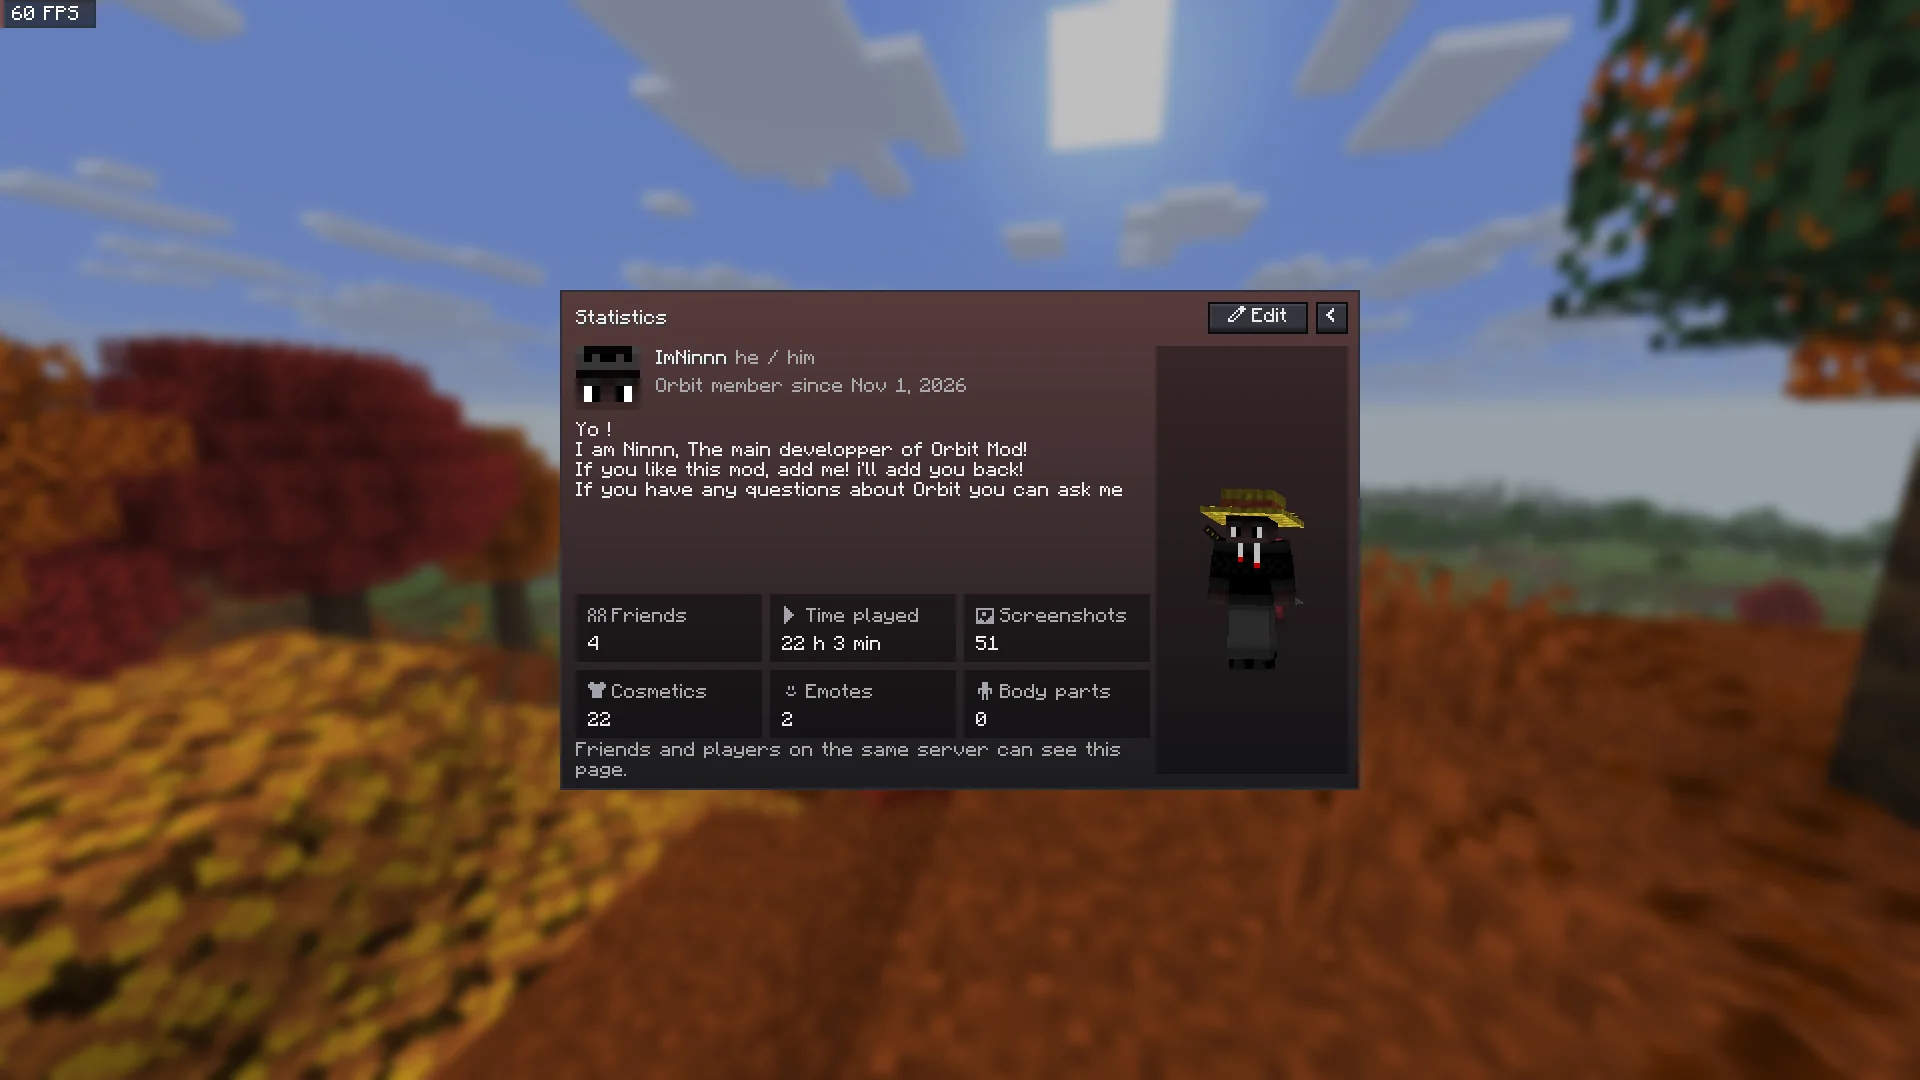 60 FPS
Statistics
Edit
ImNinnn he / him
Orbit member since Nov 1, 2026
Yo !
I am Ninnn, The main developper of Orbit Mod!
If you like this mod, add me! i'll add you back!
If you have any questions about Orbit you can ask me
Friends
4
Time played
22 h 3 min
Screenshots
51
Cosmetics
22
Emotes
2
Body parts
0
Friends and players on the same server can see this
page.